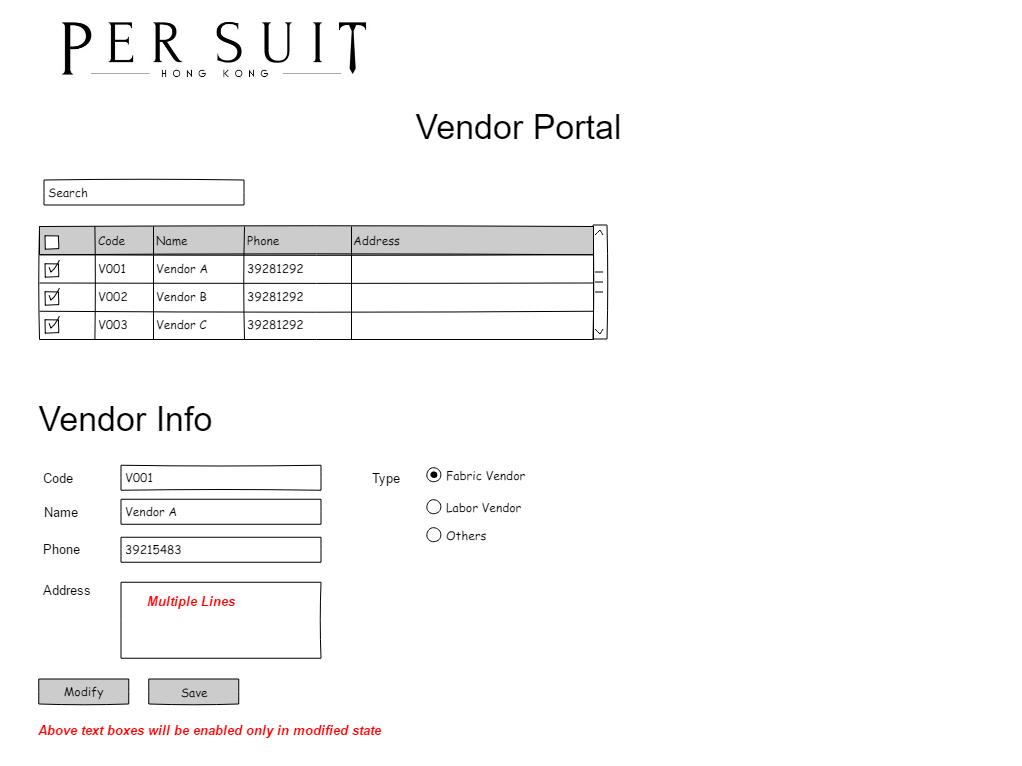 PER SUIT
HONG KONG
Vendor Portal
Search
Code Name Phone Address
V001 Vendor A 39281292
V002 Vendor B 39281292
V003 Vendor C 39281292
Vendor Info
Code V001 Type Fabric Vendor
Name Vendor A Labor Vendor
Others
Phone 39215483
Address Multiple Lines
Modify Save
Above text boxes will be enabled only in modified state